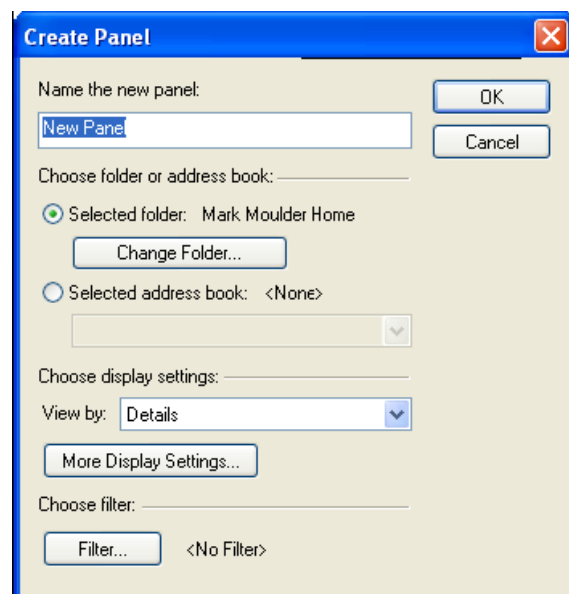 Create Panel
Name the new panel:
OK
New Panel
Cancel
Choose folder or address book:
Selected folder: Mark Moulder Home
Change Folder...
Selected address book: <None>
Choose display settings:
View by: Details
More Display Settings...
Choose filter:
Filter... <No Filter>